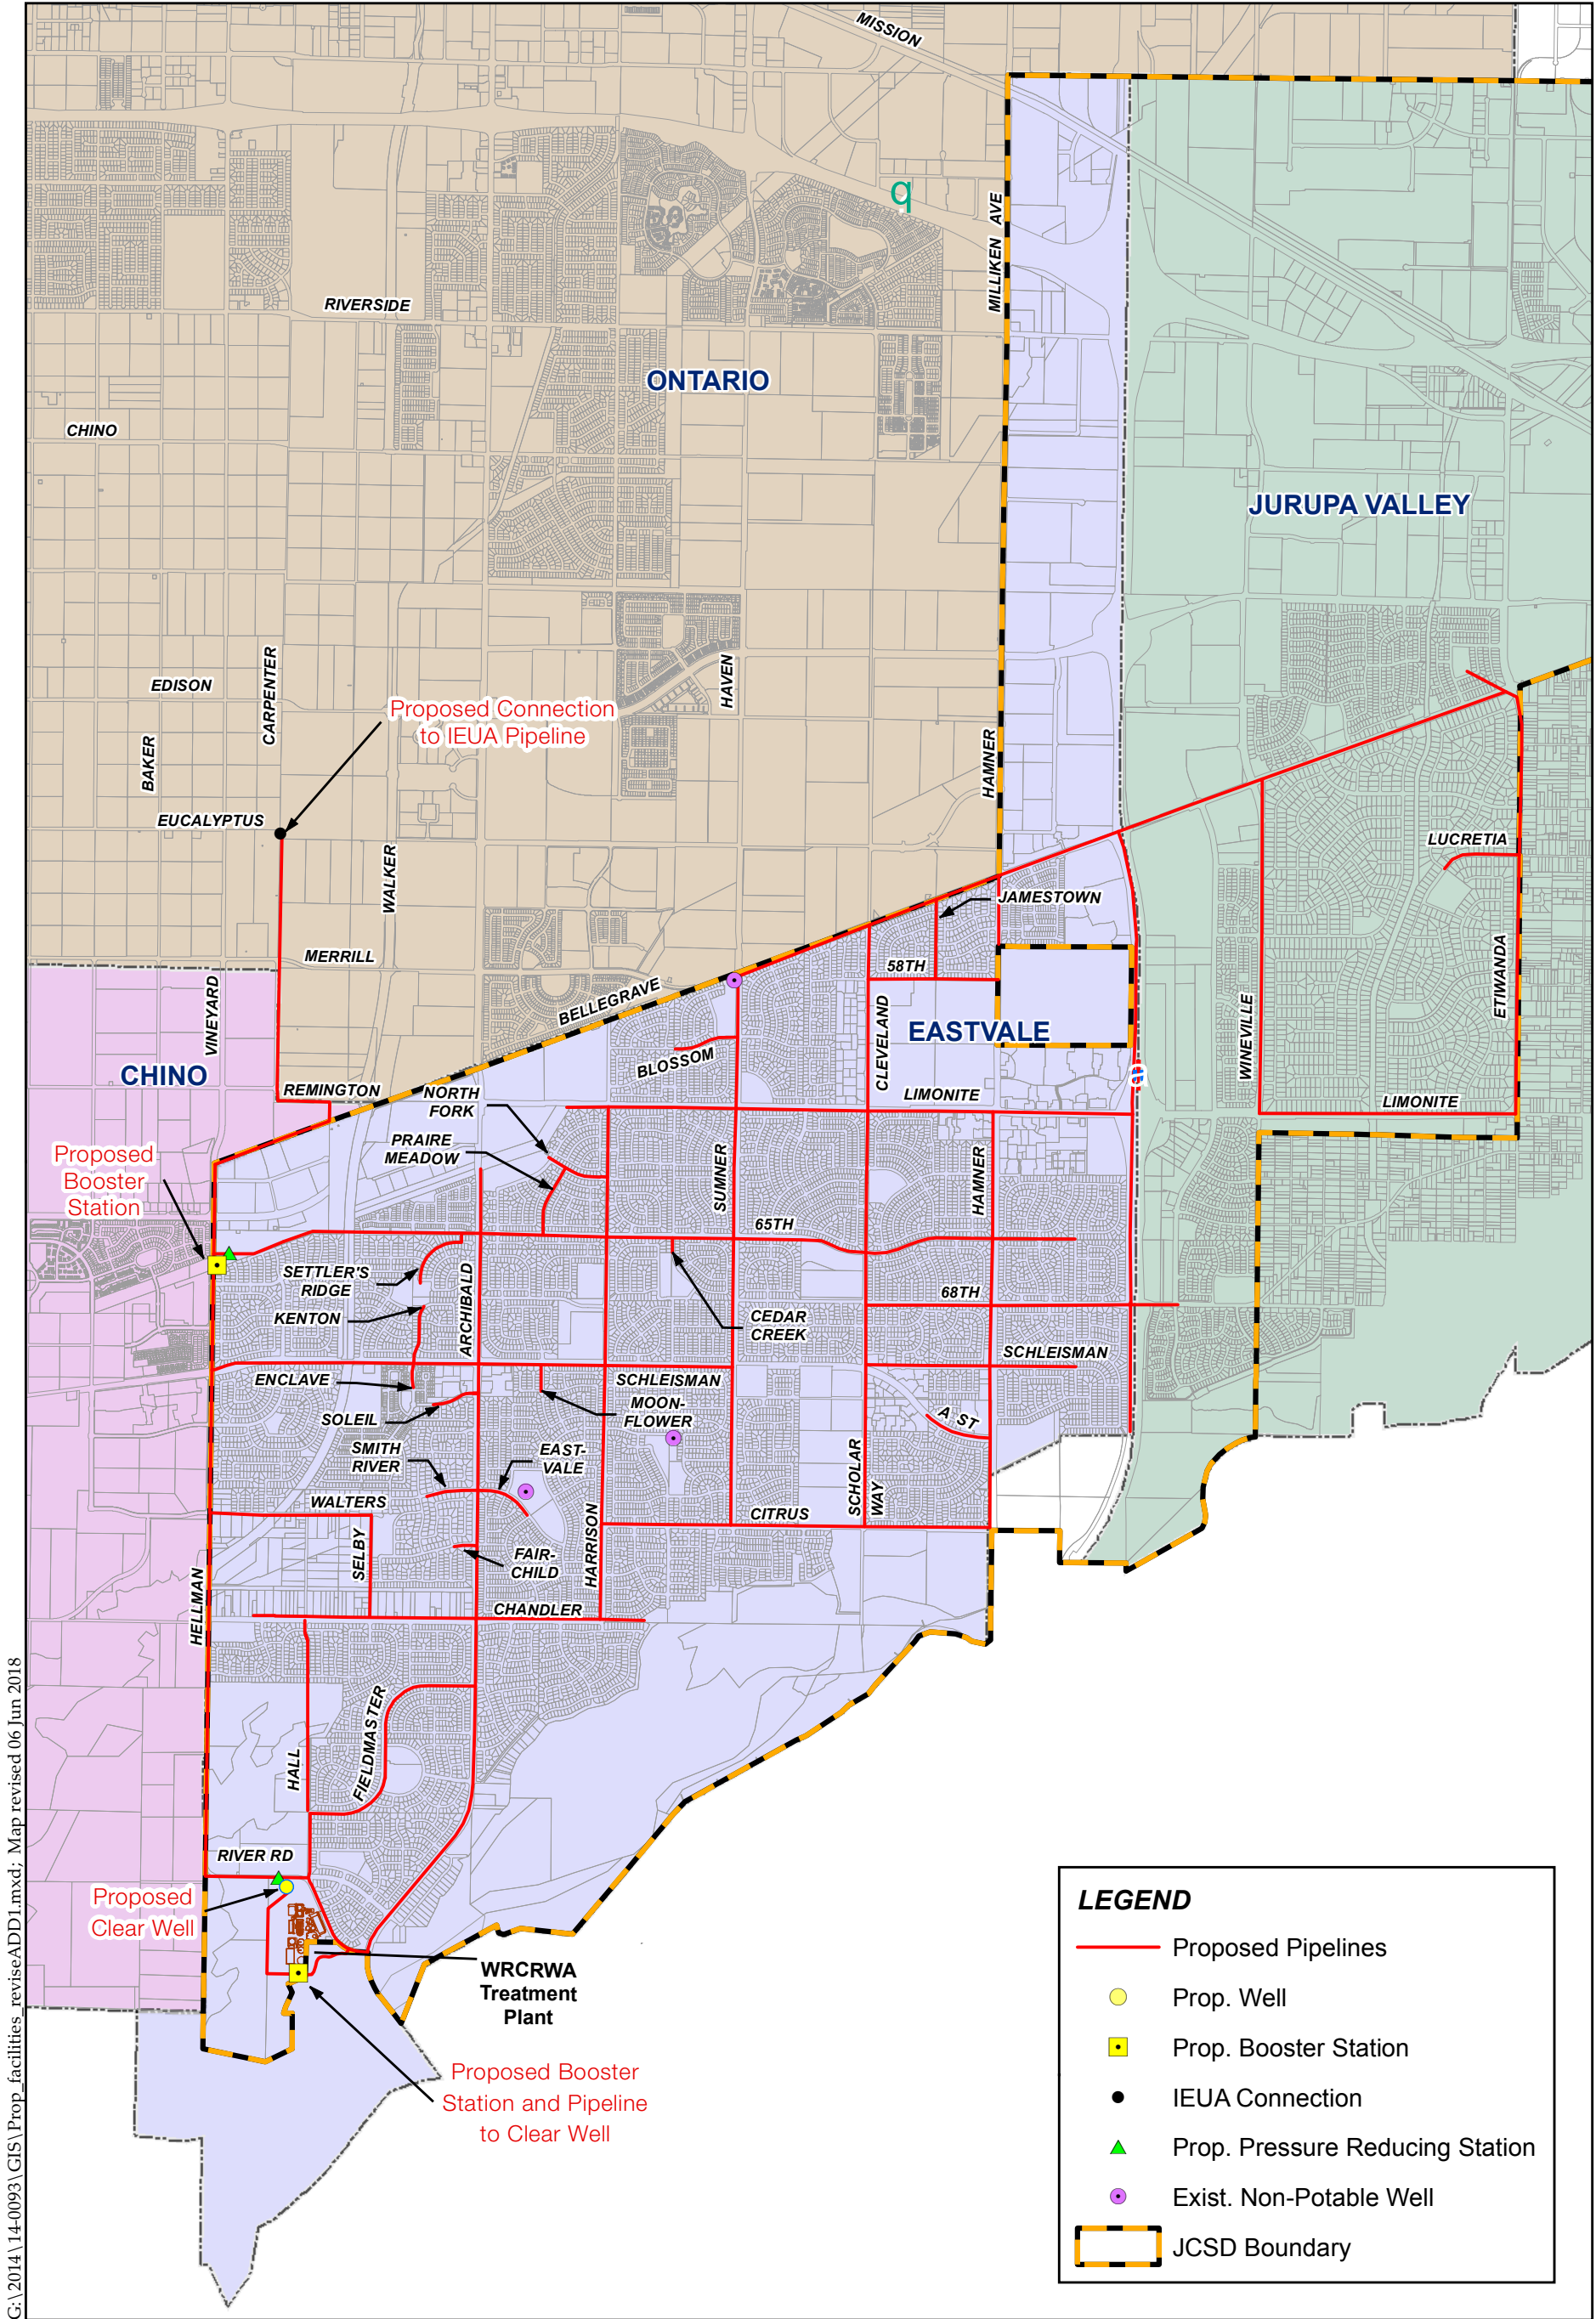 MISSION
q
MILLIKEN AVE
RIVERSIDE
ONTARIO
CHINO
JURUPA VALLEY
EDISON
CARPENTER
HAVEN
Proposed Connection
to IEUA Pipeline
BAKER
HAMNER
EUCALYPTUS
WALKER
LUCRETIA
JAMESTOWN
MERRILL
58TH
BELLEGRAVE
VINEYARD
ETIWANDA
EASTVALE
CLEVELAND
WINEVILLE
BLOSSOM
CHINO
REMINGTON
NORTH
FORK
LIMONITE
LIMONITE
PRAIRE
MEADOW
Proposed
Booster
Station
SUMNER
HAMNER
65TH
SETTLER'S
RIDGE
ARCHIBALD
68TH
KENTON
CEDAR
CREEK
SCHLEISMAN
ENCLAVE
SCHLEISMAN
SOLEIL
MOON-
FLOWER
A ST
SMITH
RIVER
EAST-
VALE
SCHOLAR
WAY
WALTERS
CITRUS
SELBY
HARRISON
FAIR-
CHILD
HELLMAN
CHANDLER
FIELDMASTER
HALL
RIVER RD
Proposed
Clear Well
WRCRWA
Treatment
Plant
Proposed Booster
Station and Pipeline
to Clear Well
LEGEND
Proposed Pipelines
Prop. Well
Prop. Booster Station
IEUA Connection
Prop. Pressure Reducing Station
Exist. Non-Potable Well
JCSD Boundary
G:\2014\14-0093\GIS\Prop_facilities_reviseADD1.mxd; Map revised 06 Jun 2018